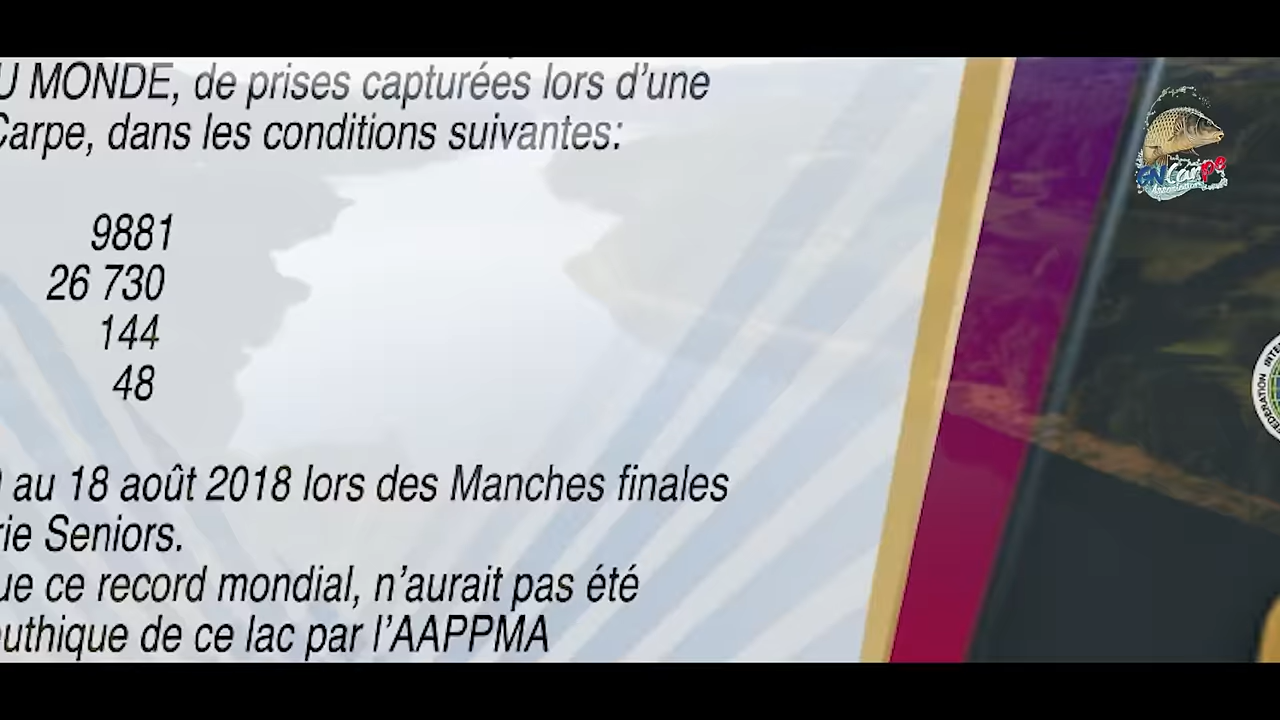 U MONDE, de prises capturées lors d'une
Carpe, dans les conditions suivantes:
9881
26 730
144
48
au 18 août 2018 lors des Manches finales
rie Seniors.
ue ce record mondial, n'aurait pas été
outhique de ce lac par l'AAPPMA
GNCarpe